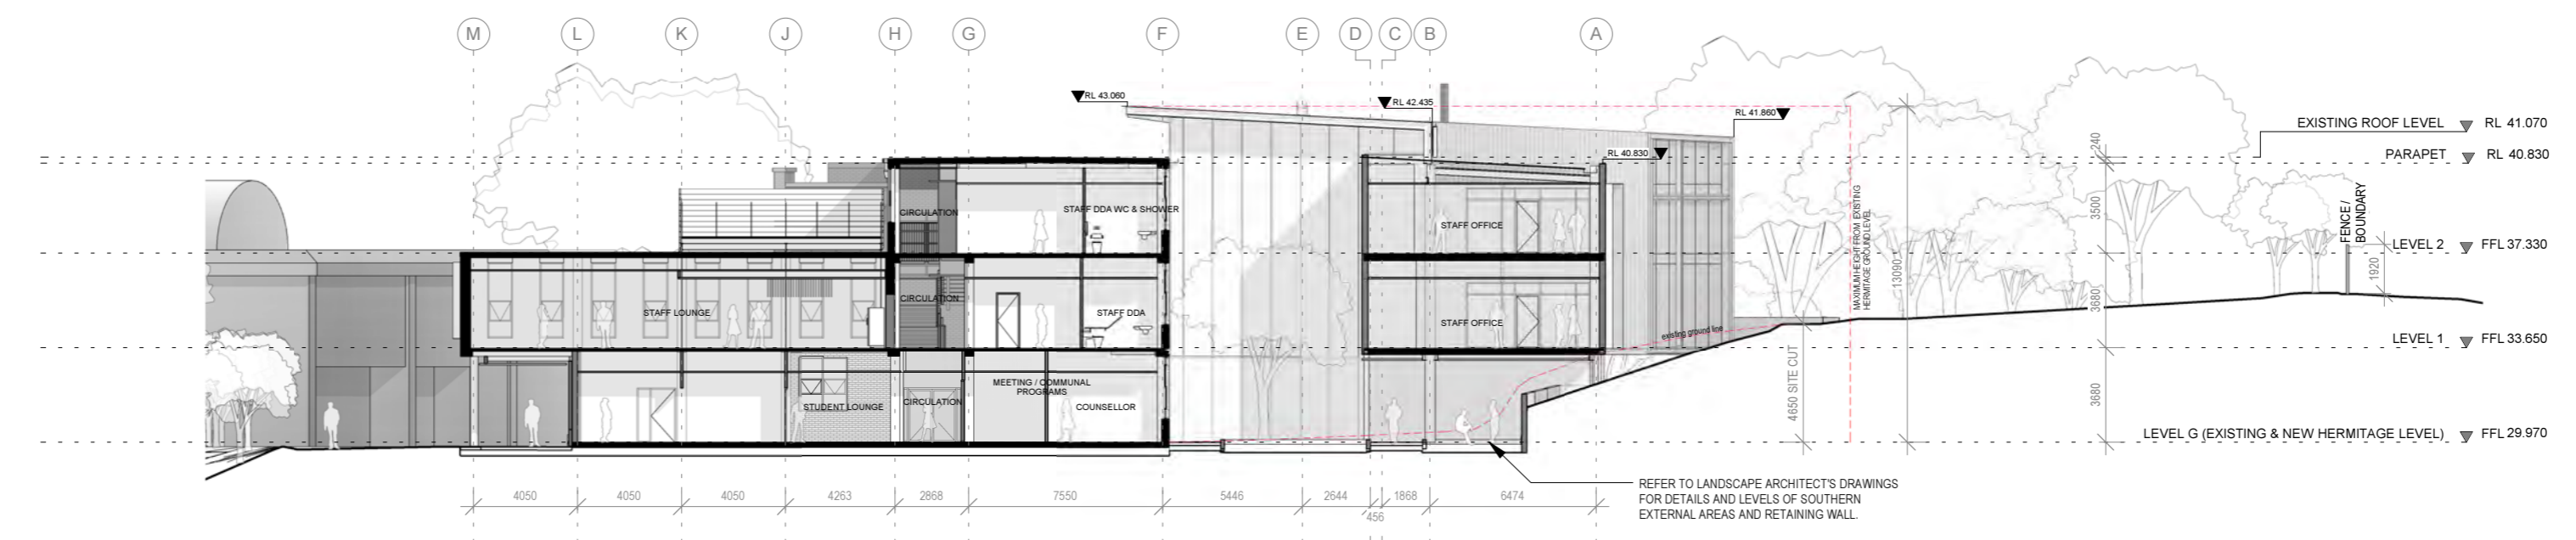 M
L
K
J
H
G
F
E
D
C
B
A
RL 43.060
RL 42.435
RL 41.860
RL 40.830
EXISTING ROOF LEVEL RL 41.070
PARAPET RL 40.830
LEVEL 2 FFL 37.330
LEVEL 1 FFL 33.650
LEVEL G (EXISTING & NEW HERMITAGE LEVEL) FFL 29.970
240
3500
3680
3680
FENCE /
BOUNDARY
1920
MAXIMUM HEIGHT FROM EXISTING
HERMITAGE GROUND LEVEL
13090
4650 SITE CUT
existing ground line
CIRCULATION
STAFF DDA WC & SHOWER
STAFF OFFICE
STAFF LOUNGE
CIRCULATION
STAFF DDA
STAFF OFFICE
STUDENT LOUNGE
CIRCULATION
MEETING / COMMUNAL
PROGRAMS
COUNSELLOR
4050
4050
4050
4263
2868
7550
5446
2644
456
1868
6474
REFER TO LANDSCAPE ARCHITECT'S DRAWINGS
FOR DETAILS AND LEVELS OF SOUTHERN
EXTERNAL AREAS AND RETAINING WALL.